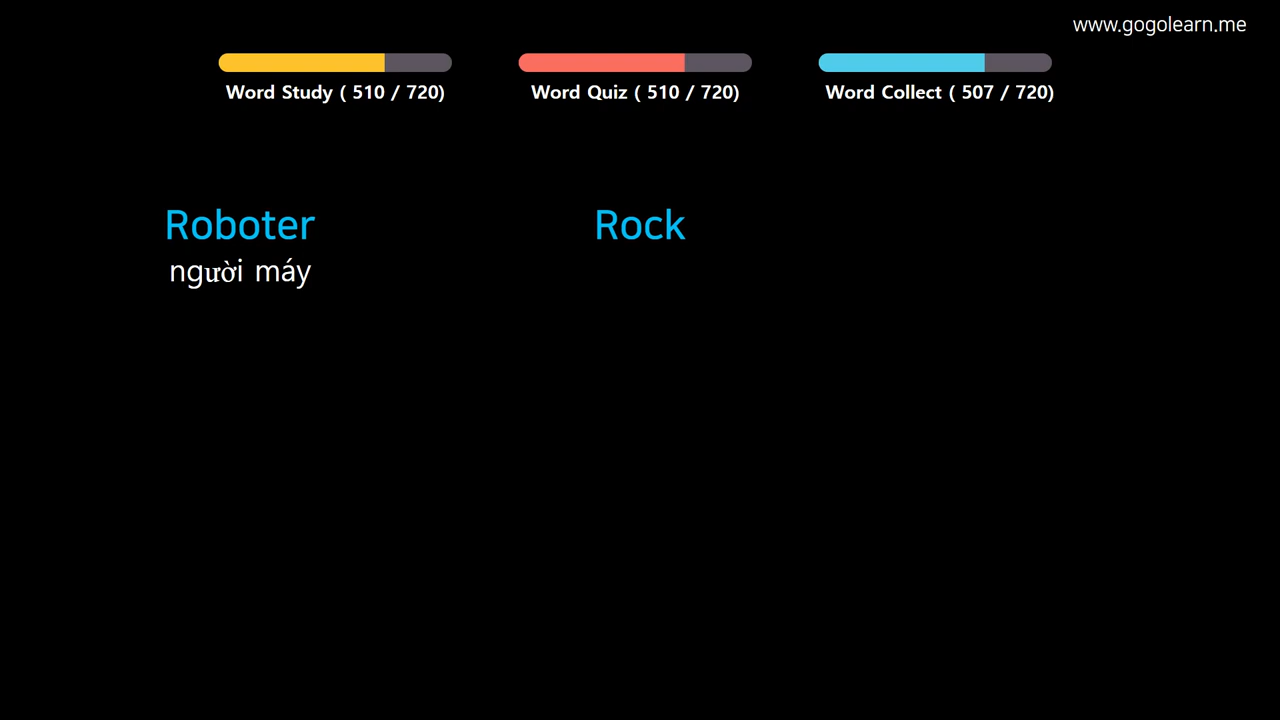 www.gogolearn.me
Word Study ( 510 / 720)
Word Quiz ( 510 / 720)
Word Collect ( 507 / 720)
Roboter
người máy
Rock